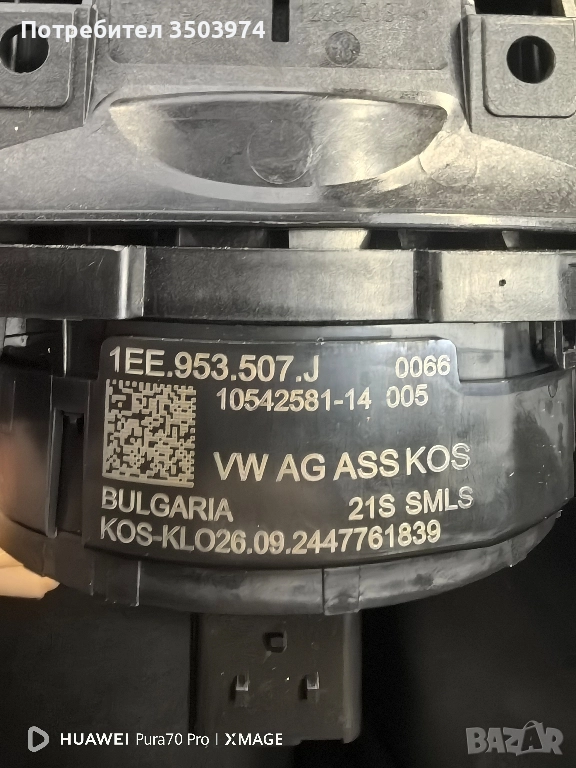 Потребител 3503974
1EE.953.507.J 0066
10542581-14 005
VW AG ASS KOS
BULGARIA 21S SMLS
KOS-KLO26.09.2447761839
HUAWEI Pura70 Pro | XMAGE
BAZAR